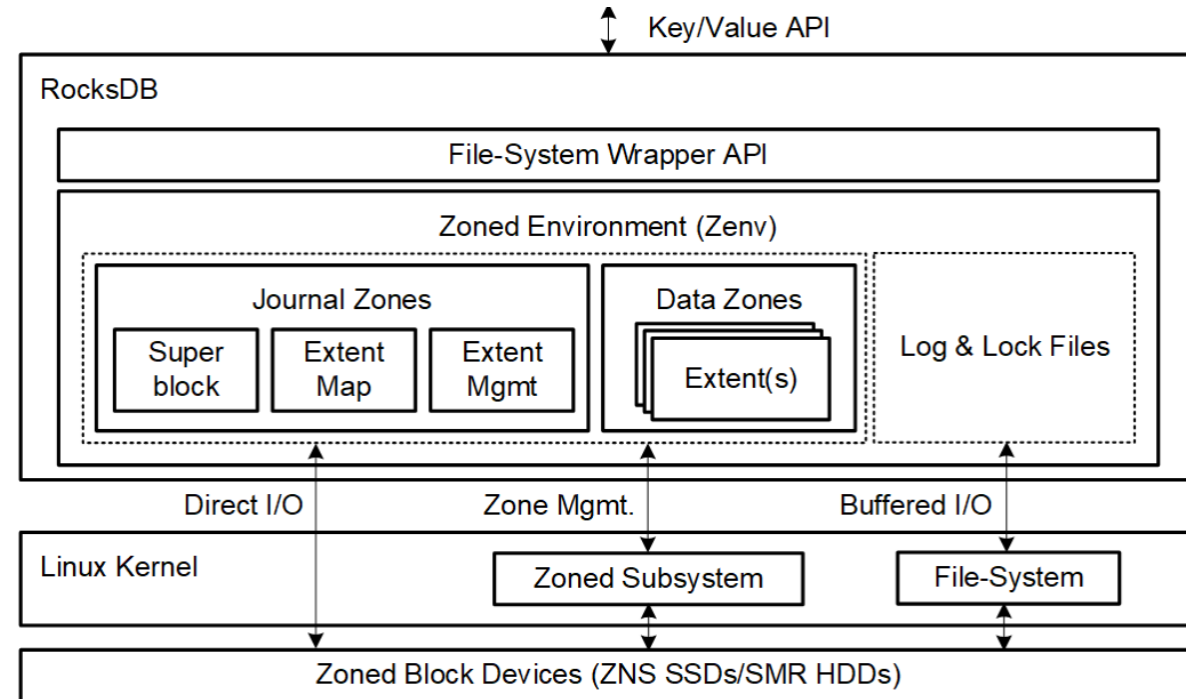 Key/Value API
RocksDB
File-System Wrapper API
Zoned Environment (Zenv)
Journal Zones
Data Zones
Super
block
Extent
Map
Extent
Mgmt
Extent(s)
Log & Lock Files
Direct I/O
Zone Mgmt.
Buffered I/O
Linux Kernel
Zoned Subsystem
File-System
Zoned Block Devices (ZNS SSDs/SMR HDDs)